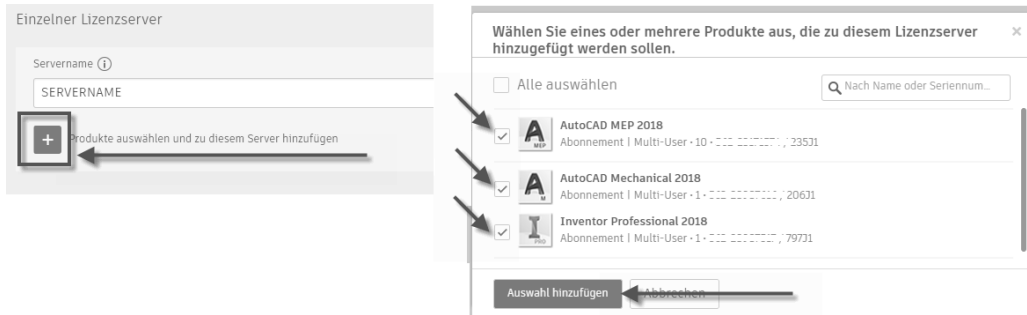 Einzelner Lizenzserver
Servername
SERVERNAME
+ Produkte auswählen und zu diesem Server hinzufügen
Wählen Sie eines oder mehrere Produkte aus, die zu diesem Lizenzserver
hinzugefügt werden sollen.
Alle auswählen
Nach Name oder Seriennum...
AutoCAD MEP 2018
MEP
Abonnement | Multi-User · 10 · / 235J1
AutoCAD Mechanical 2018
M
Abonnement | Multi-User · 1 · / 206J1
Inventor Professional 2018
PRO
Abonnement | Multi-User · 1 · / 797J1
Auswahl hinzufügen
Abbrechen